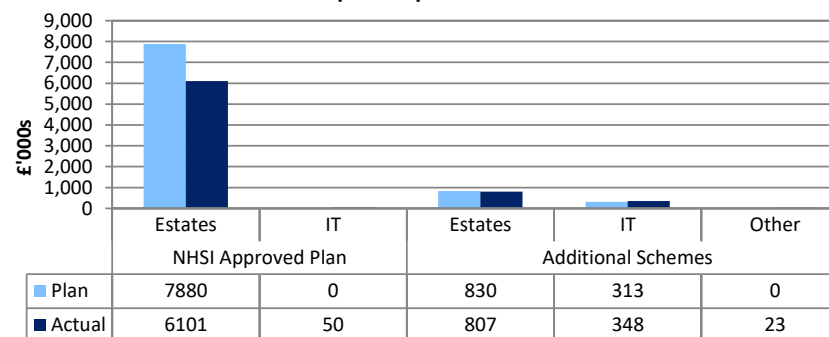 9,000
8,000
7,000
6,000
5,000
4,000
3,000
2,000
1,000
0
£'000s
Estates IT Estates IT Other
NHSI Approved Plan Additional Schemes
Plan 7880 0 830 313 0
Actual 6101 50 807 348 23